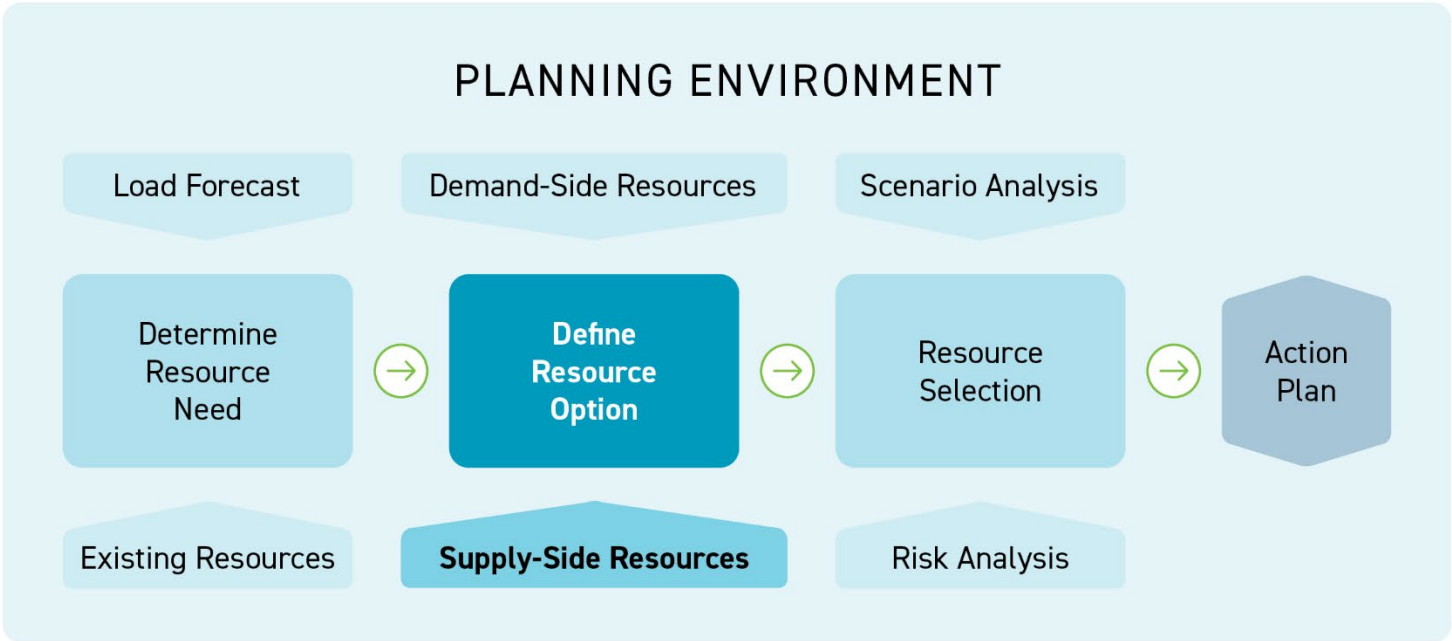 PLANNING ENVIRONMENT
Load Forecast
Demand-Side Resources
Scenario Analysis
Determine
Resource
Need
Define
Resource
Option
Resource
Selection
Action
Plan
Existing Resources
Supply-Side Resources
Risk Analysis